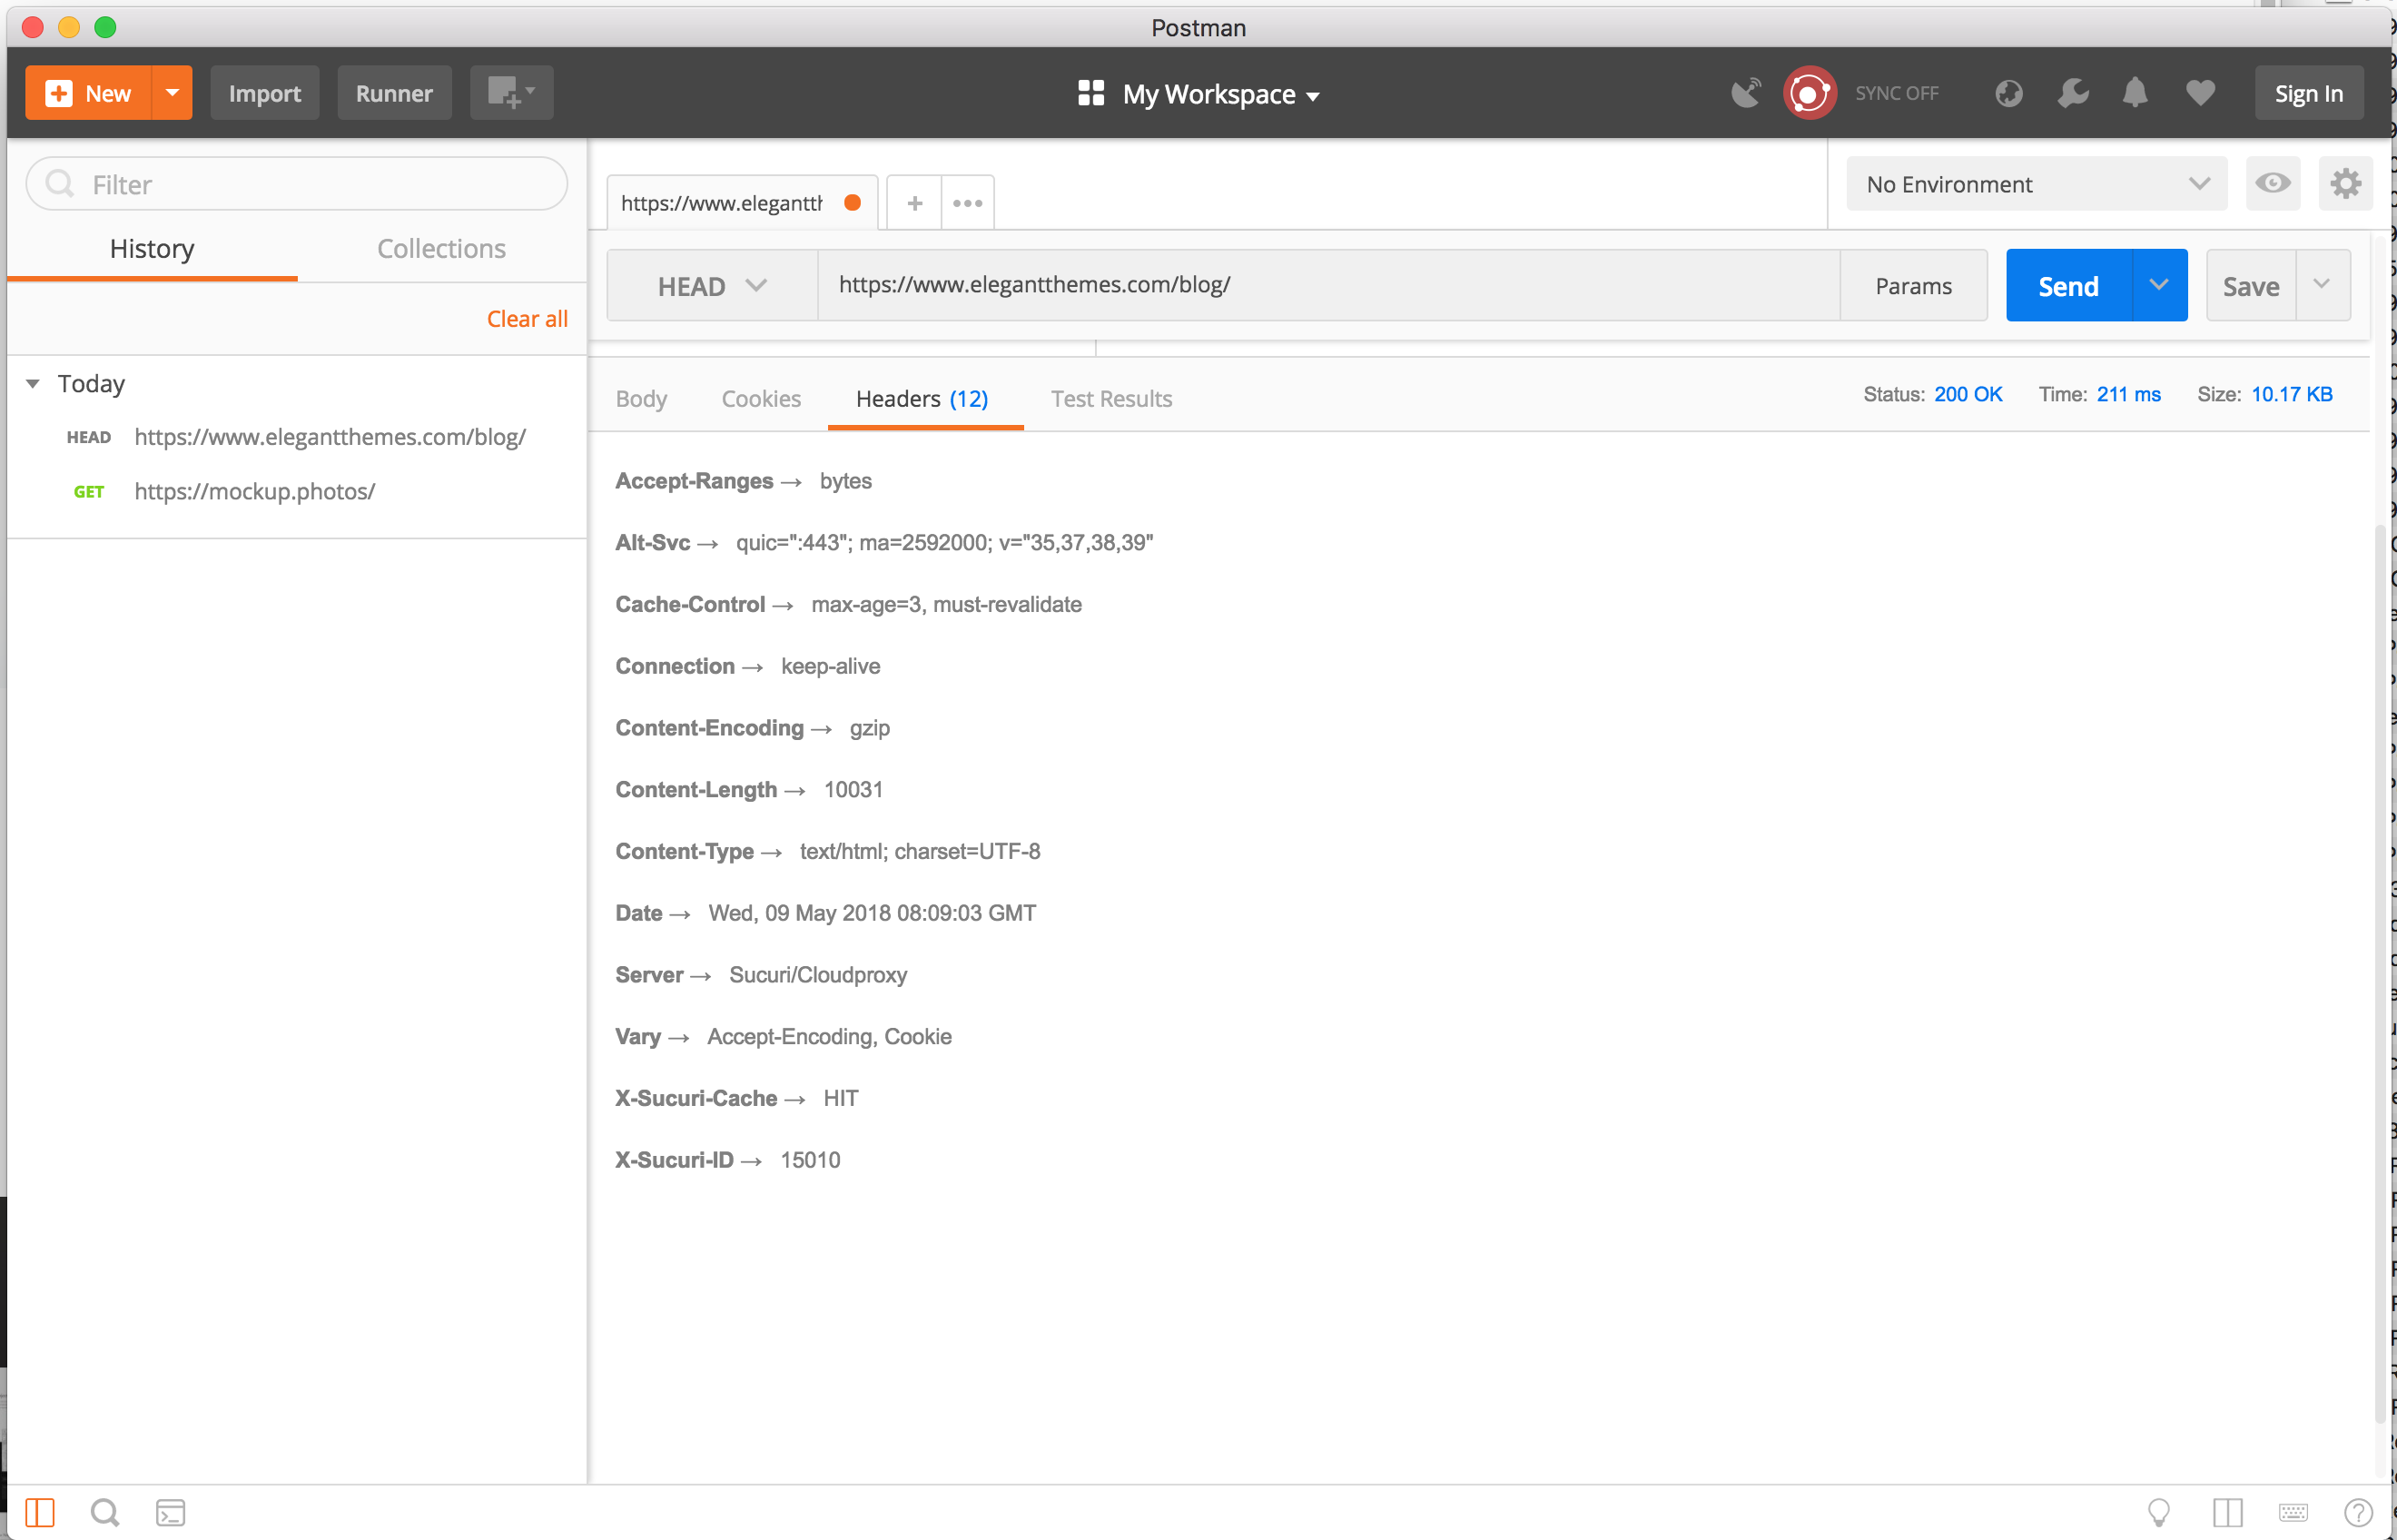 Postman
New Import Runner My Workspace SYNC OFF Sign In
Filter
History Collections
Clear all
Today
HEAD https://www.elegantthemes.com/blog/
GET https://mockup.photos/
https://www.elegantth
+ •••
No Environment
HEAD https://www.elegantthemes.com/blog/ Params Send Save
Body Cookies Headers (12) Test Results Status: 200 OK Time: 211 ms Size: 10.17 KB
Accept-Ranges → bytes
Alt-Svc → quic=":443"; ma=2592000; v="35,37,38,39"
Cache-Control → max-age=3, must-revalidate
Connection → keep-alive
Content-Encoding → gzip
Content-Length → 10031
Content-Type → text/html; charset=UTF-8
Date → Wed, 09 May 2018 08:09:03 GMT
Server → Sucuri/Cloudproxy
Vary → Accept-Encoding, Cookie
X-Sucuri-Cache → HIT
X-Sucuri-ID → 15010